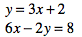 y = 3x + 2
6x - 2y = 8